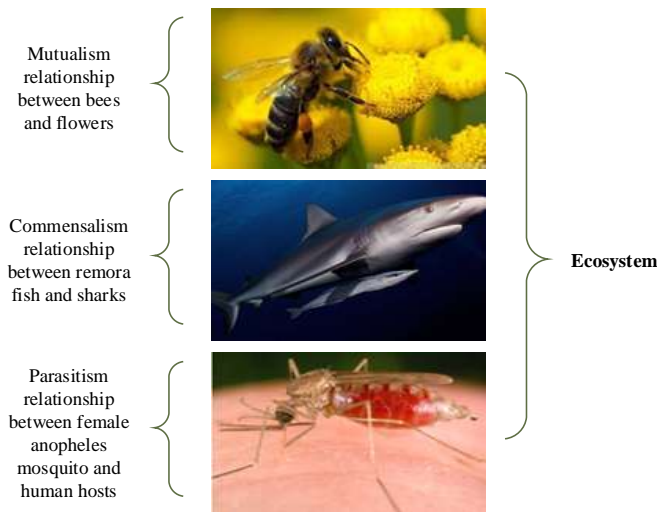 Mutualism
relationship
between bees
and flowers
Commensalism
relationship
between remora
fish and sharks
Ecosystem
Parasitism
relationship
between female
anopheles
mosquito and
human hosts